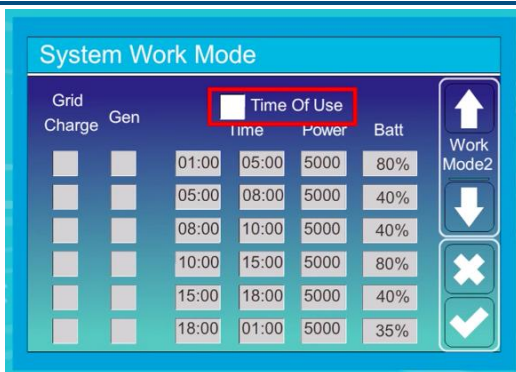 System Work Mode
Grid Charge Gen
Time Of Use
Time Power Batt
Work Mode2
01:00 05:00 5000 80%
05:00 08:00 5000 40%
08:00 10:00 5000 40%
10:00 15:00 5000 80%
15:00 18:00 5000 40%
18:00 01:00 5000 35%